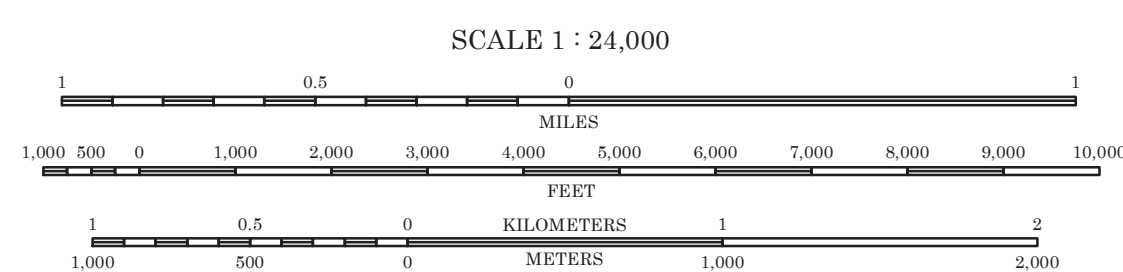 SCALE 1 : 24,000
1 0.5 0 1
MILES
1,000 500 0 1,000 2,000 3,000 4,000 5,000 6,000 7,000 8,000 9,000 10,000
FEET
1 0.5 0 KILOMETERS 1 2
1,000 500 0 METERS 1,000 2,000